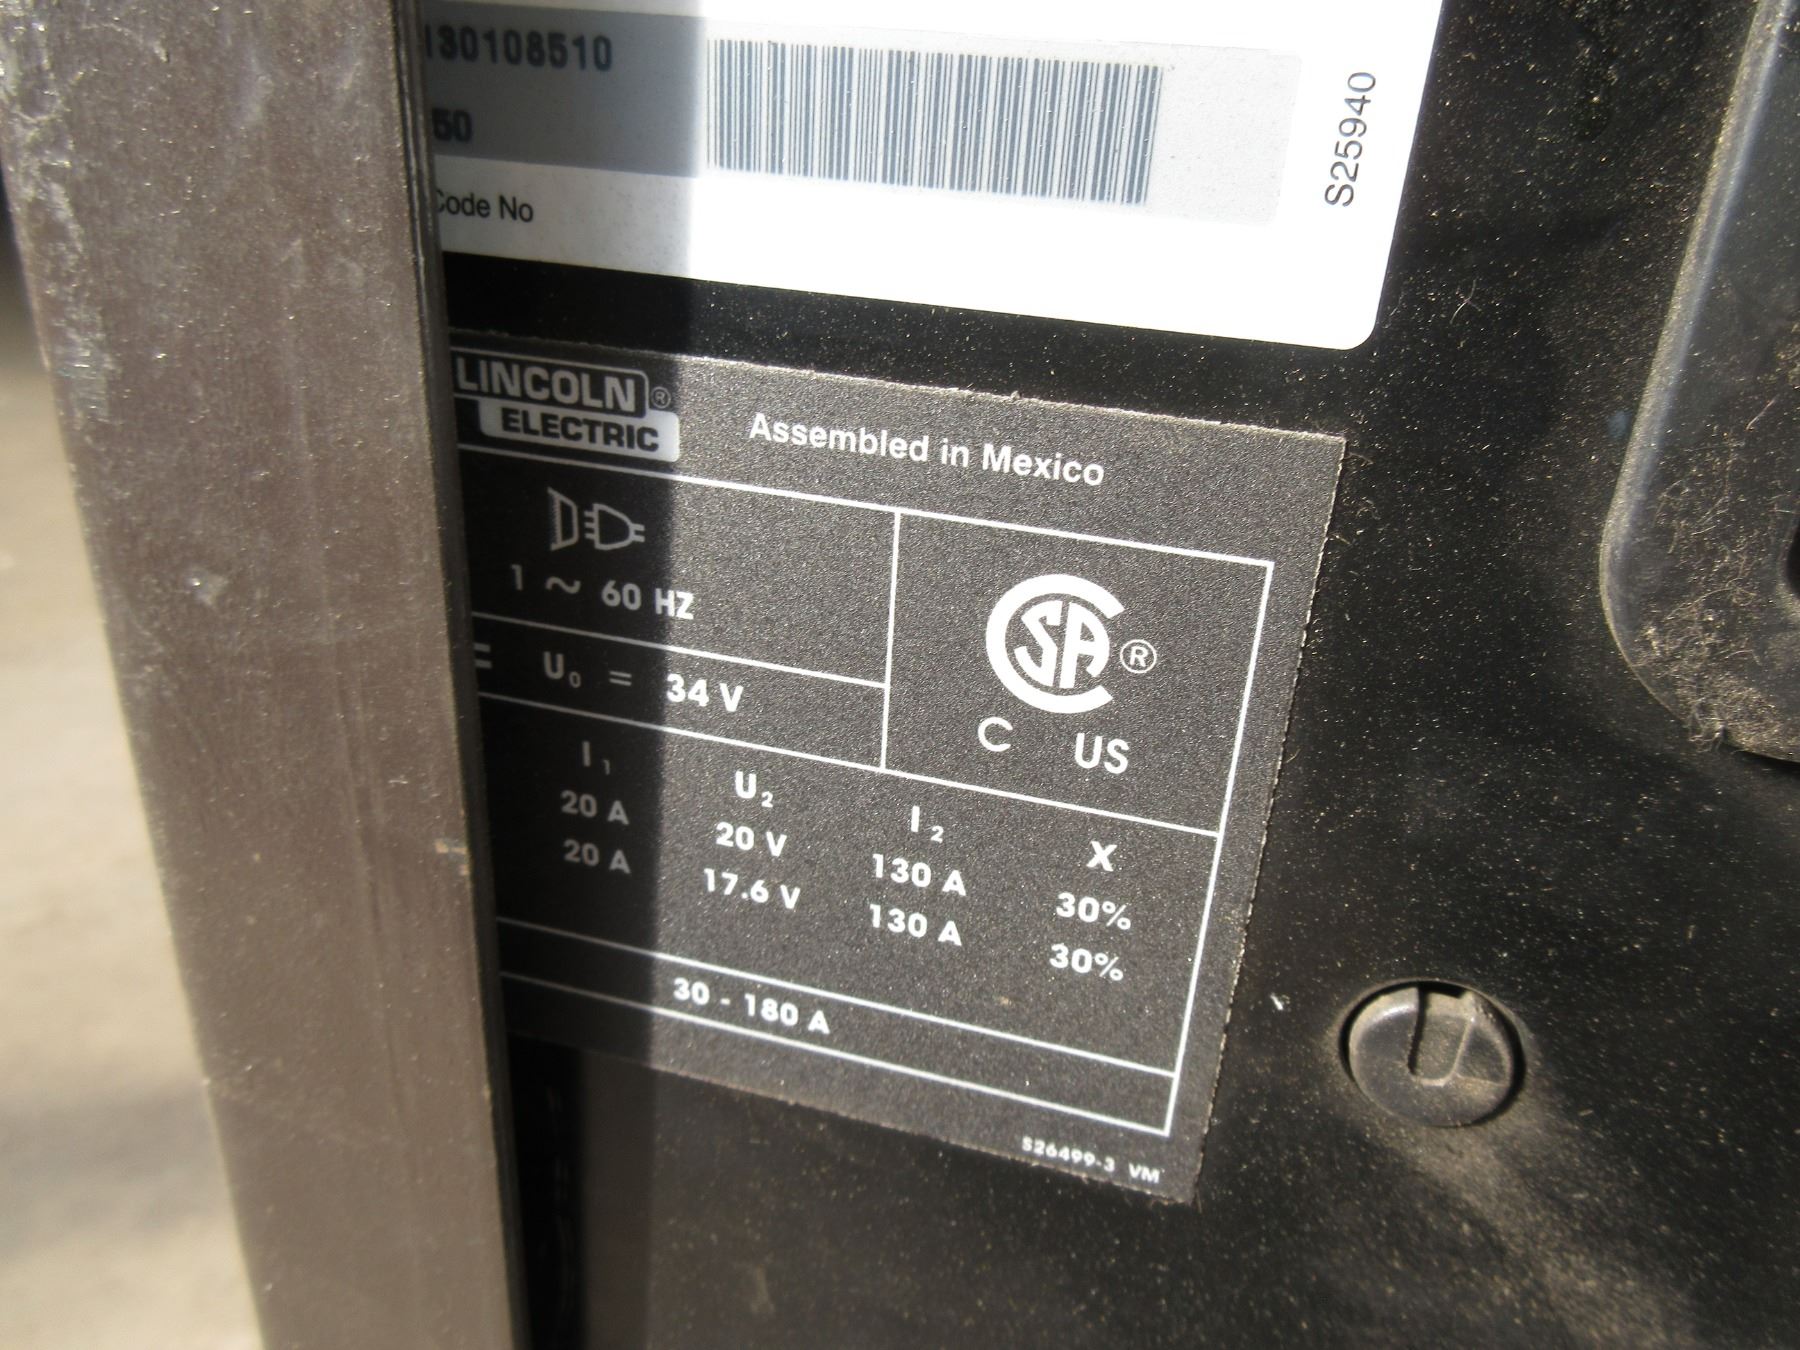 130108510
50
Code No
S25940
LINCOLN ®
ELECTRIC
Assembled in Mexico
1 ~ 60 HZ
CSA ®
C US
= U0 = 34 V
I1 U2 I2 X
20 A 20 V 130 A 30%
20 A 17.6 V 130 A 30%
30 - 180 A
S26499-3 VM